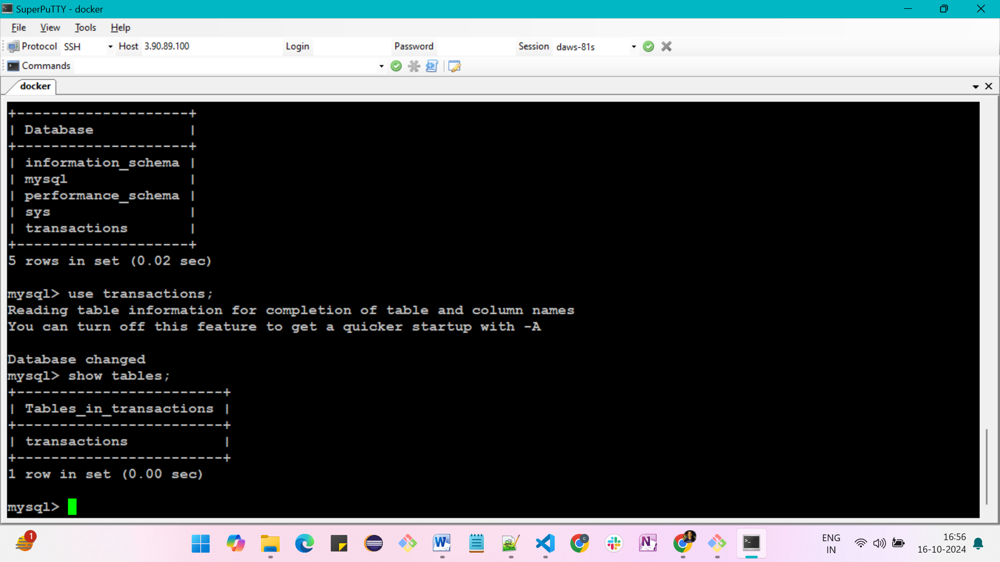 SuperPuTTY - docker
File View Tools Help
Protocol SSH Host 3.90.89.100 Login Password Session daws-81s
Commands
docker
+--------------------+
| Database           |
+--------------------+
| information_schema |
| mysql              |
| performance_schema |
| sys                |
| transactions       |
+--------------------+
5 rows in set (0.02 sec)
mysql> use transactions;
Reading table information for completion of table and column names
You can turn off this feature to get a quicker startup with -A
Database changed
mysql> show tables;
+------------------------+
| Tables_in_transactions |
+------------------------+
| transactions           |
+------------------------+
1 row in set (0.00 sec)
mysql>
1
ENG
IN
16:56
16-10-2024